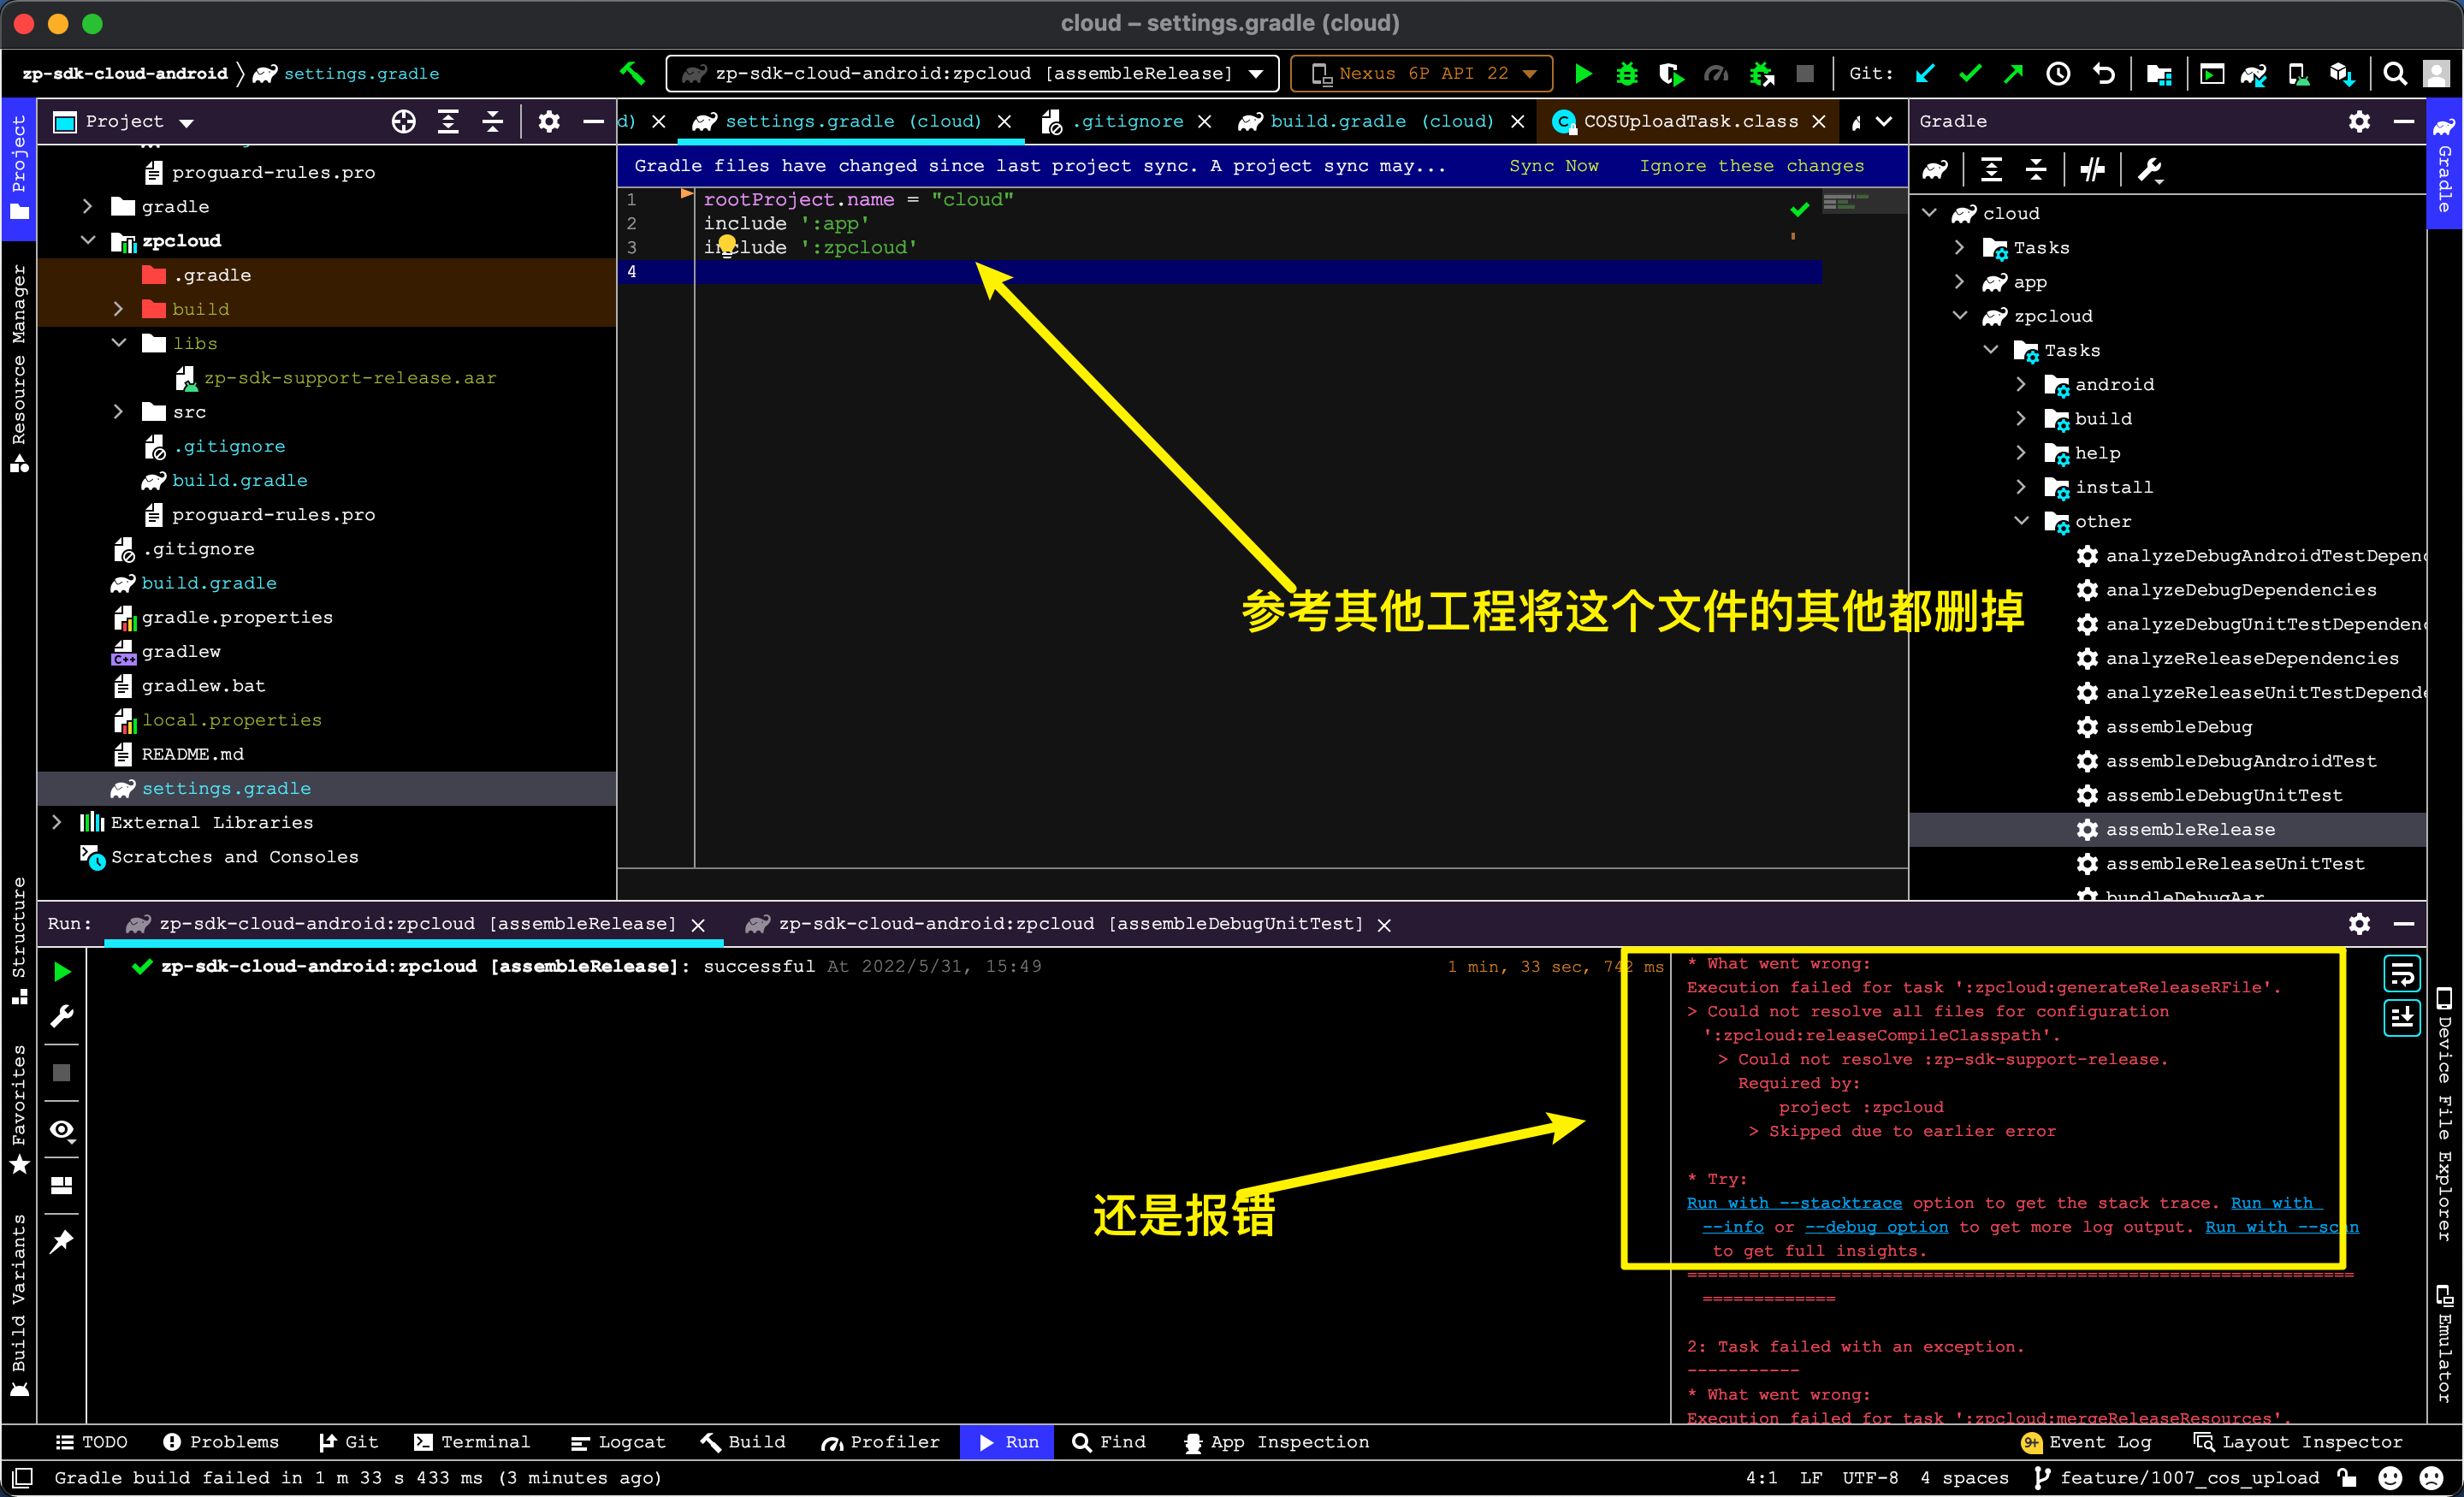 cloud – settings.gradle (cloud)
zp-sdk-cloud-android
settings.gradle
zp-sdk-cloud-android:zpcloud [assembleRelease]
Nexus 6P API 22
Git:
Project
d)
settings.gradle (cloud)
.gitignore
build.gradle (cloud)
COSUploadTask.class
Gradle
Gradle files have changed since last project sync. A project sync may...
Sync Now
Ignore these changes
Project
Resource Manager
Structure
Favorites
Build Variants
proguard-rules.pro
gradle
zpcloud
.gradle
build
libs
zp-sdk-support-release.aar
src
.gitignore
build.gradle
proguard-rules.pro
.gitignore
build.gradle
gradle.properties
gradlew
gradlew.bat
local.properties
README.md
settings.gradle
External Libraries
Scratches and Consoles
1 rootProject.name = "cloud"
2 include ':app'
3 include ':zpcloud'
4
参考其他工程将这个文件的其他都删掉
cloud
Tasks
app
zpcloud
Tasks
android
build
help
install
other
analyzeDebugAndroidTestDepen
analyzeDebugDependencies
analyzeDebugUnitTestDependen
analyzeReleaseDependencies
analyzeReleaseUnitTestDepend
assembleDebug
assembleDebugAndroidTest
assembleDebugUnitTest
assembleRelease
assembleReleaseUnitTest
bundleDebugAar
Gradle
Device File Explorer
Emulator
Run:
zp-sdk-cloud-android:zpcloud [assembleRelease]
zp-sdk-cloud-android:zpcloud [assembleDebugUnitTest]
zp-sdk-cloud-android:zpcloud [assembleRelease]: successful At 2022/5/31, 15:49
1 min, 33 sec, 742 ms
还是报错
* What went wrong:
Execution failed for task ':zpcloud:generateReleaseRFile'.
> Could not resolve all files for configuration
':zpcloud:releaseCompileClasspath'.
> Could not resolve :zp-sdk-support-release.
Required by:
project :zpcloud
> Skipped due to earlier error
* Try:
Run with --stacktrace option to get the stack trace. Run with
--info or --debug option to get more log output. Run with --scan
to get full insights.
=================================================================
=============
2: Task failed with an exception.
-----------
* What went wrong:
Execution failed for task ':zpcloud:mergeReleaseResources'.
TODO
Problems
Git
Terminal
Logcat
Build
Profiler
Run
Find
App Inspection
9+
Event Log
Layout Inspector
Gradle build failed in 1 m 33 s 433 ms (3 minutes ago)
4:1
LF
UTF-8
4 spaces
feature/1007_cos_upload